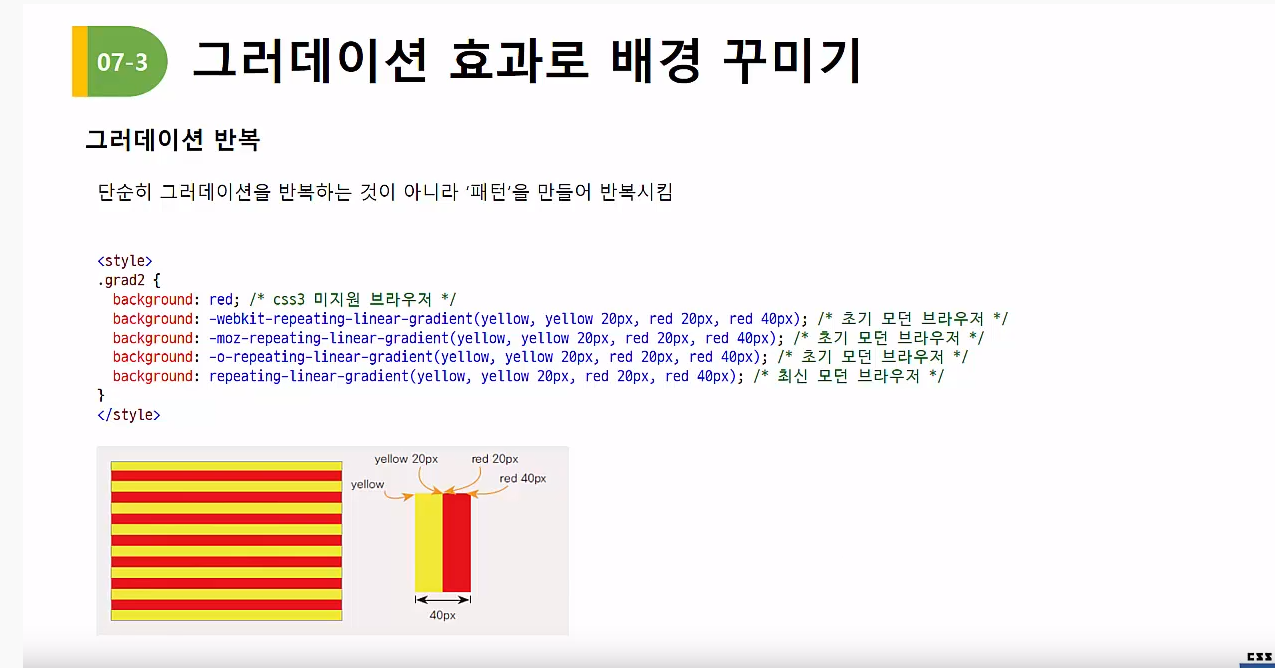 07-3 그러데이션 효과로 배경 꾸미기
그러데이션 반복
단순히 그러데이션을 반복하는 것이 아니라 ‘패턴’을 만들어 반복시킴
<style>
.grad2 {
  background: red; /* css3 미지원 브라우저 */
  background: -webkit-repeating-linear-gradient(yellow, yellow 20px, red 20px, red 40px); /* 초기 모던 브라우저 */
  background: -moz-repeating-linear-gradient(yellow, yellow 20px, red 20px, red 40px); /* 초기 모던 브라우저 */
  background: -o-repeating-linear-gradient(yellow, yellow 20px, red 20px, red 40px); /* 초기 모던 브라우저 */
  background: repeating-linear-gradient(yellow, yellow 20px, red 20px, red 40px); /* 최신 모던 브라우저 */
}
</style>
yellow 20px
red 20px
yellow
red 40px
40px
CSS